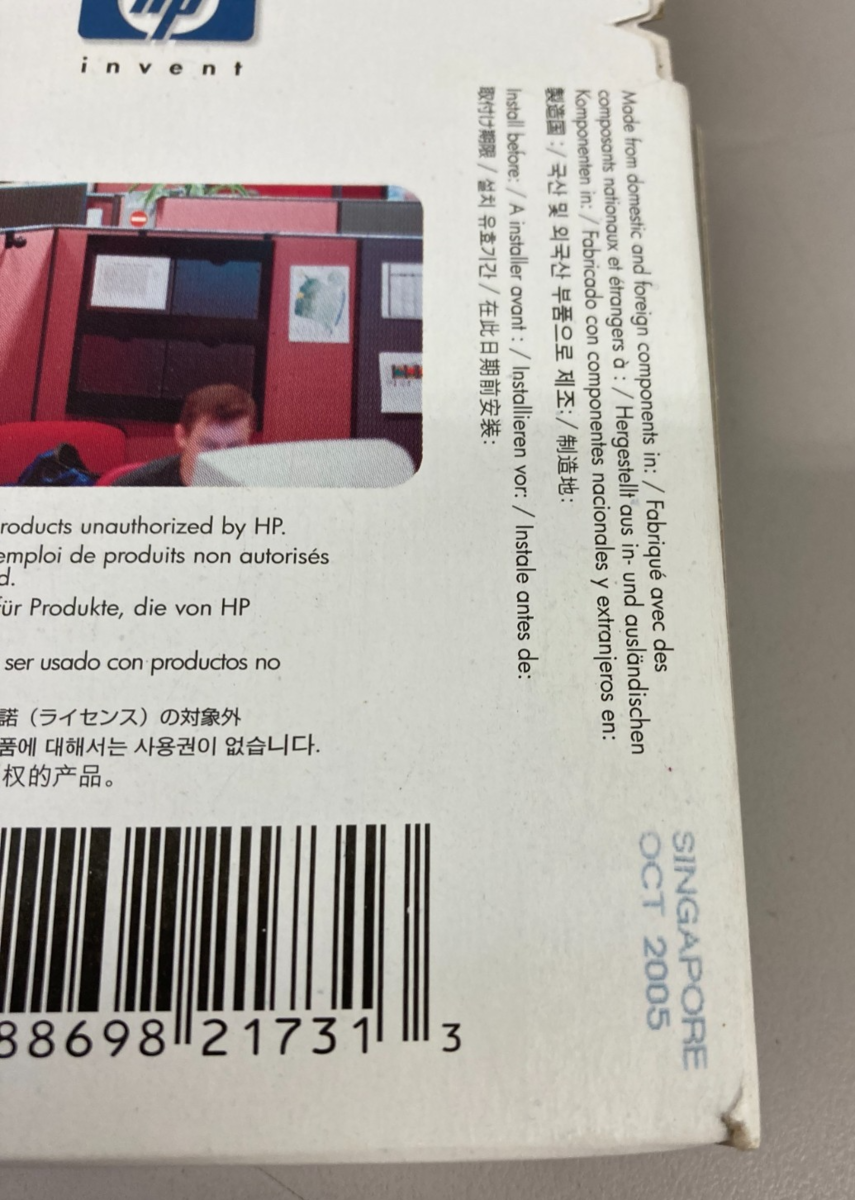 hp
invent
Made from domestic and foreign components in: / Fabriqué avec des
composants nationaux et étrangers à : / Hergestellt aus in- und ausländischen
Komponenten in: / Fabricado con componentes nacionales y extranjeros en:
製造国 :/ 국산 및 외국산 부품으로 제조:/ 制造地:
Install before: / A installer avant : / Installieren vor: / Instale antes de:
取付け期限 / 설치 유효기간 / 在此日期前安装:
roducts unauthorized by HP.
emploi de produits non autorisés
d.
für Produkte, die von HP
ser usado con productos no
諾（ライセンス）の対象外
품에 대해서는 사용권이 없습니다.
权的产品。
88698 21731 3
SINGAPORE
OCT 2005